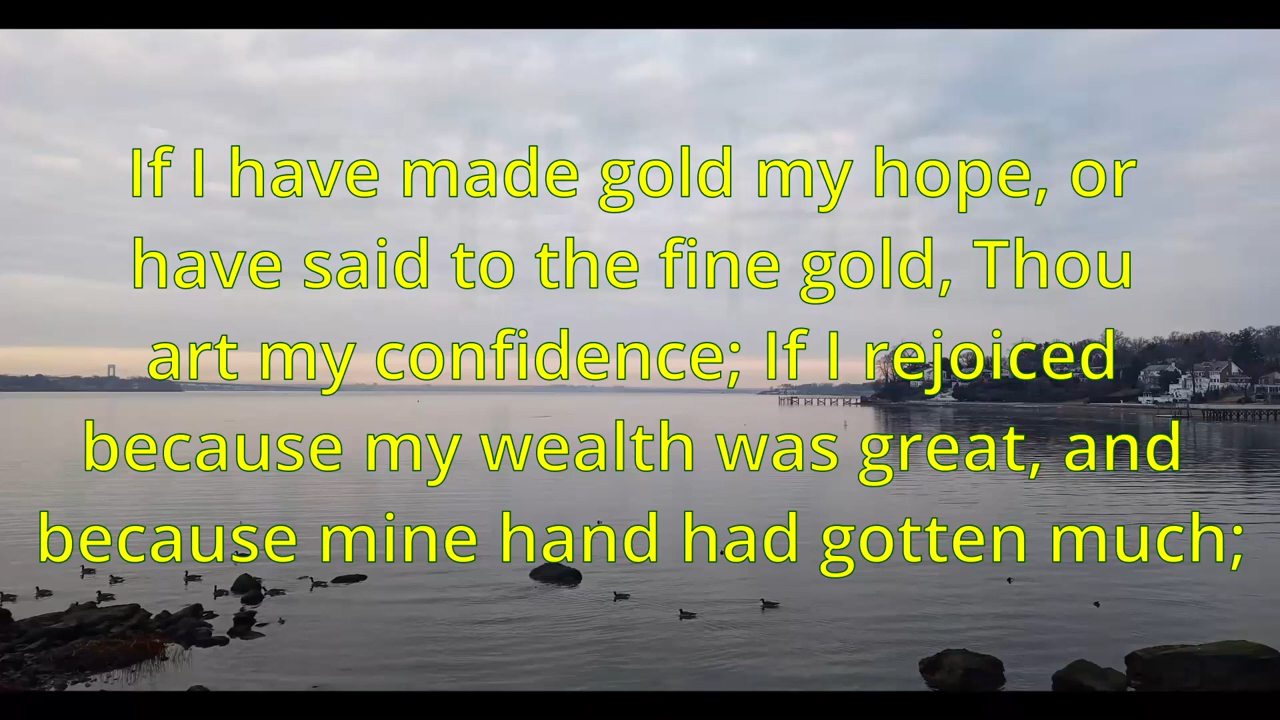 If I have made gold my hope, or
have said to the fine gold, Thou
art my confidence; If I rejoiced
because my wealth was great, and
because mine hand had gotten much;